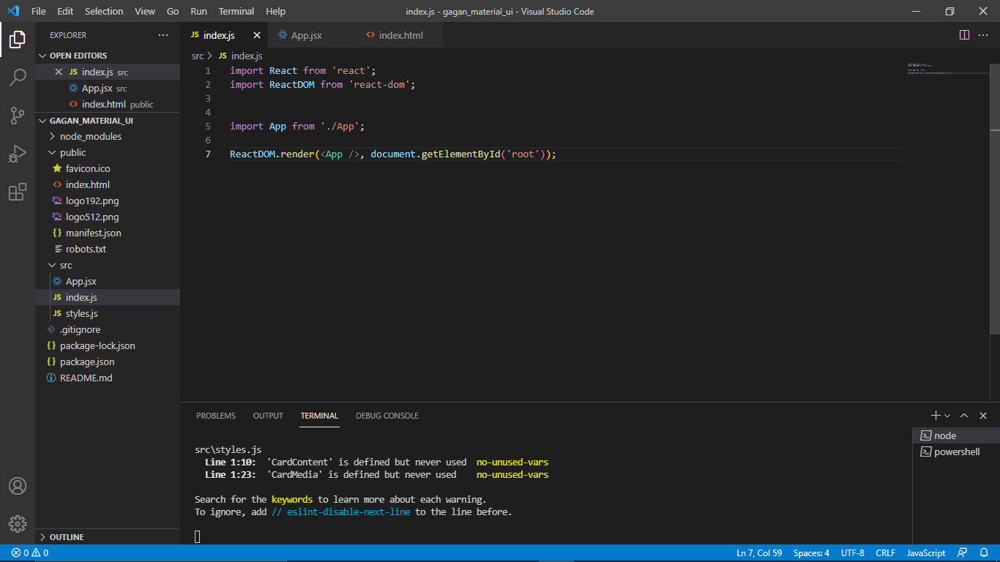 File Edit Selection View Go Run Terminal Help
index.js - gagan_material_ui - Visual Studio Code
EXPLORER
OPEN EDITORS
JS index.js src
App.jsx src
index.html public
GAGAN_MATERIAL_UI
node_modules
public
favicon.ico
index.html
logo192.png
logo512.png
manifest.json
robots.txt
src
App.jsx
JS index.js
JS styles.js
.gitignore
package-lock.json
package.json
README.md
OUTLINE
JS index.js
App.jsx
index.html
src > JS index.js
1 import React from 'react';
2 import ReactDOM from 'react-dom';
3
4
5 import App from './App';
6
7 ReactDOM.render(<App />, document.getElementById('root'));
PROBLEMS OUTPUT TERMINAL DEBUG CONSOLE
src\styles.js
Line 1:10: 'CardContent' is defined but never used no-unused-vars
Line 1:23: 'CardMedia' is defined but never used no-unused-vars
Search for the keywords to learn more about each warning.
To ignore, add // eslint-disable-next-line to the line before.
node
powershell
0 0
Ln 7, Col 59 Spaces: 4 UTF-8 CRLF JavaScript